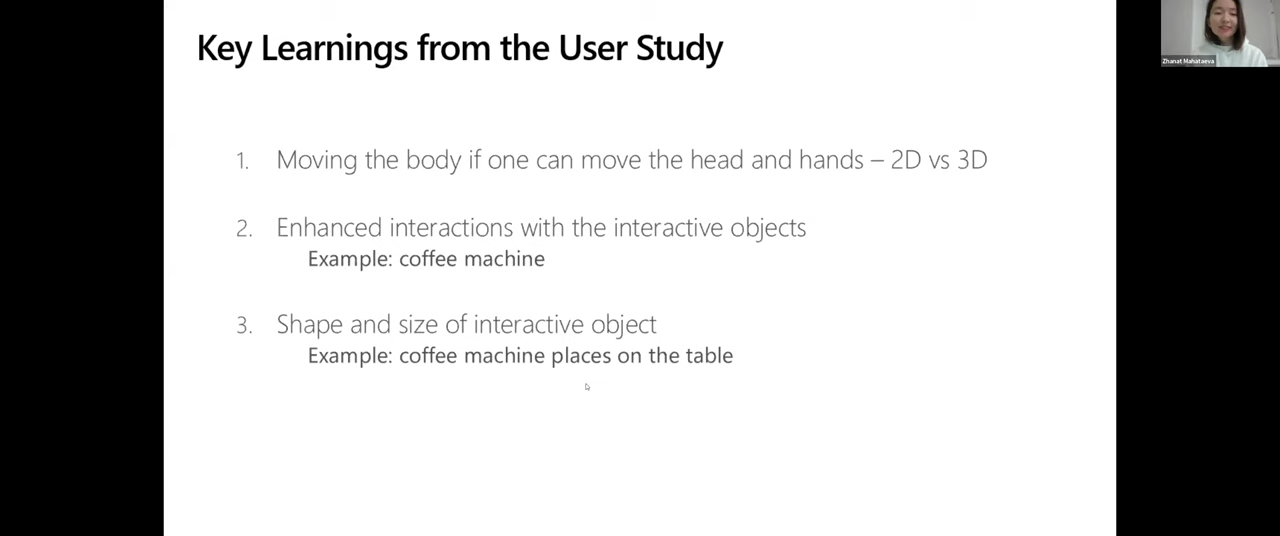 Key Learnings from the User Study
Zhanat Mahataeva
1. Moving the body if one can move the head and hands – 2D vs 3D
2. Enhanced interactions with the interactive objects
Example: coffee machine
3. Shape and size of interactive object
Example: coffee machine places on the table